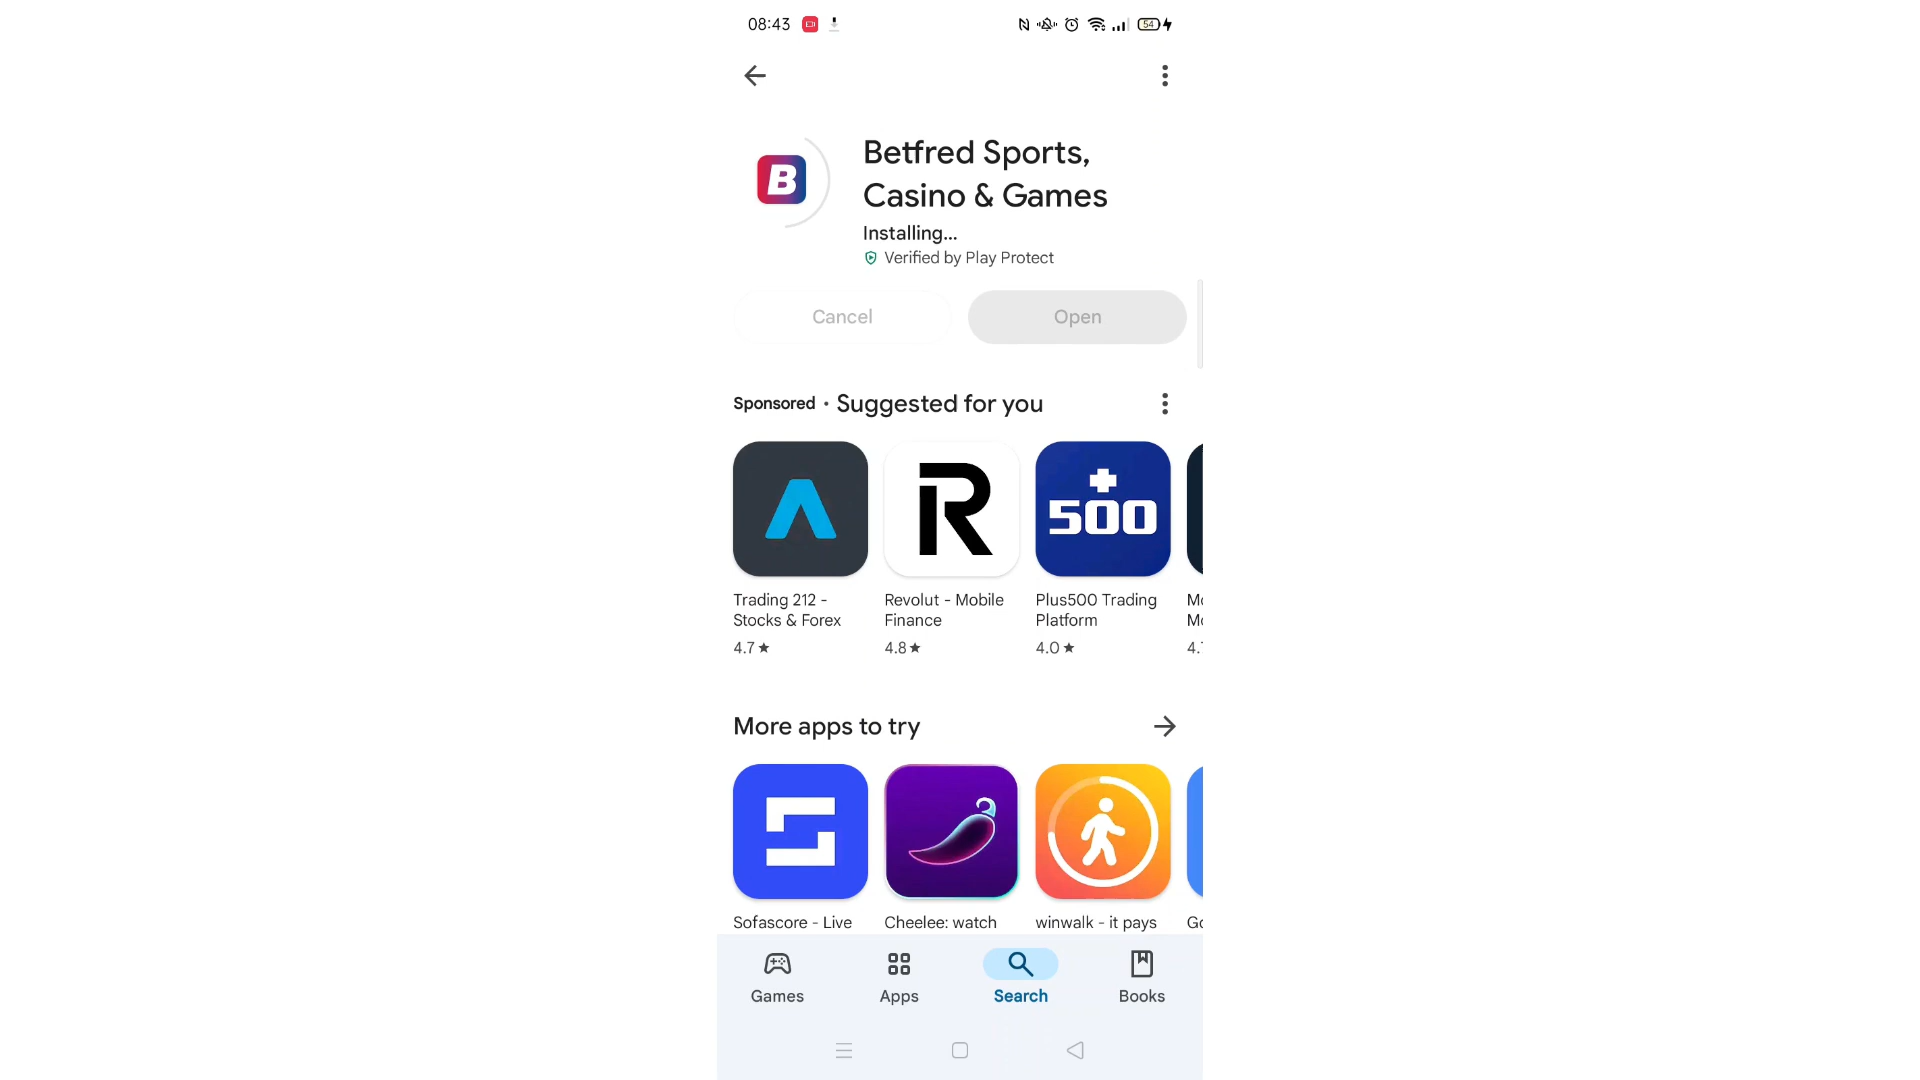 08:43
54
Betfred Sports,
Casino & Games
Installing...
Verified by Play Protect
Cancel
Open
Sponsored • Suggested for you
B
R
+
500
Trading 212 -
Stocks & Forex
4.7★
Revolut - Mobile
Finance
4.8★
Plus500 Trading
Platform
4.0★
More apps to try
Sofascore - Live
Cheelee: watch
winwalk - it pays
Games
Apps
Search
Books